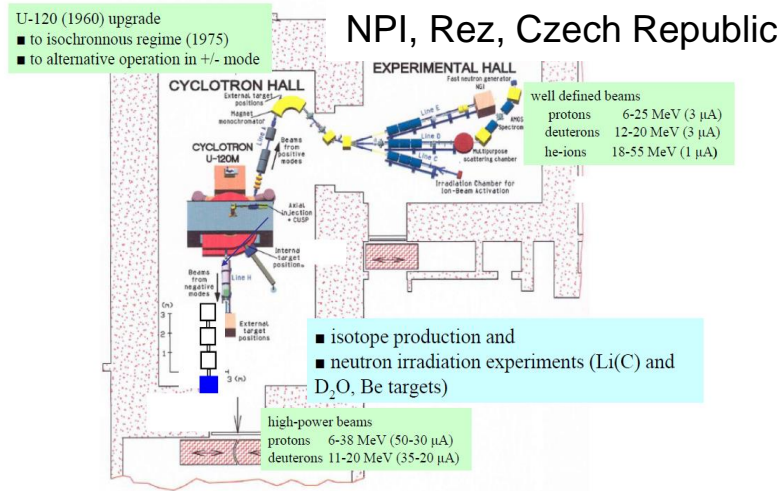 U-120 (1960) upgrade
■ to isochronnous regime (1975)
■ to alternative operation in +/- mode
NPI, Rez, Czech Republic
CYCLOTRON HALL
External target
positions
Magnet
monochromator
Line A
Beams
from
positive
modes
CYCLOTRON
U-120M
Axial
injection
+ CUSP
Interna
target
position
Beams
from
negative
modes
Line H
External
target
positions
(m)
3
2
1
3 (m)
EXPERIMENTAL HALL
Fast neutron generator
NG1
Line E
Line D
Line C
AMGS
Spectrom
Multipurpose
scattering chamber
Irradiation Chamber for
Ion-Beam Activation
well defined beams
protons 6-25 MeV (3 µA)
deuterons 12-20 MeV (3 µA)
he-ions 18-55 MeV (1 µA)
■ isotope production and
■ neutron irradiation experiments (Li(C) and
D₂O, Be targets)
high-power beams
protons 6-38 MeV (50-30 µA)
deuterons 11-20 MeV (35-20 µA)